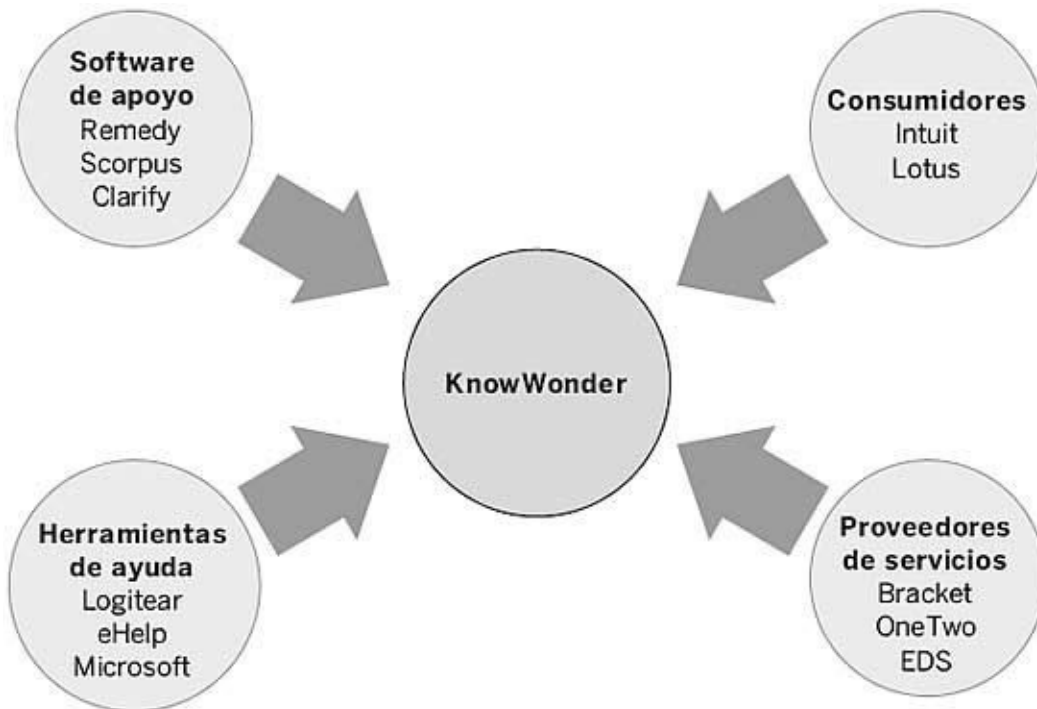 Software
de apoyo
Remedy
Scorpus
Clarify
Consumidores
Intuit
Lotus
KnowWonder
Herramientas
de ayuda
Logitear
eHelp
Microsoft
Proveedores
de servicios
Bracket
OneTwo
EDS